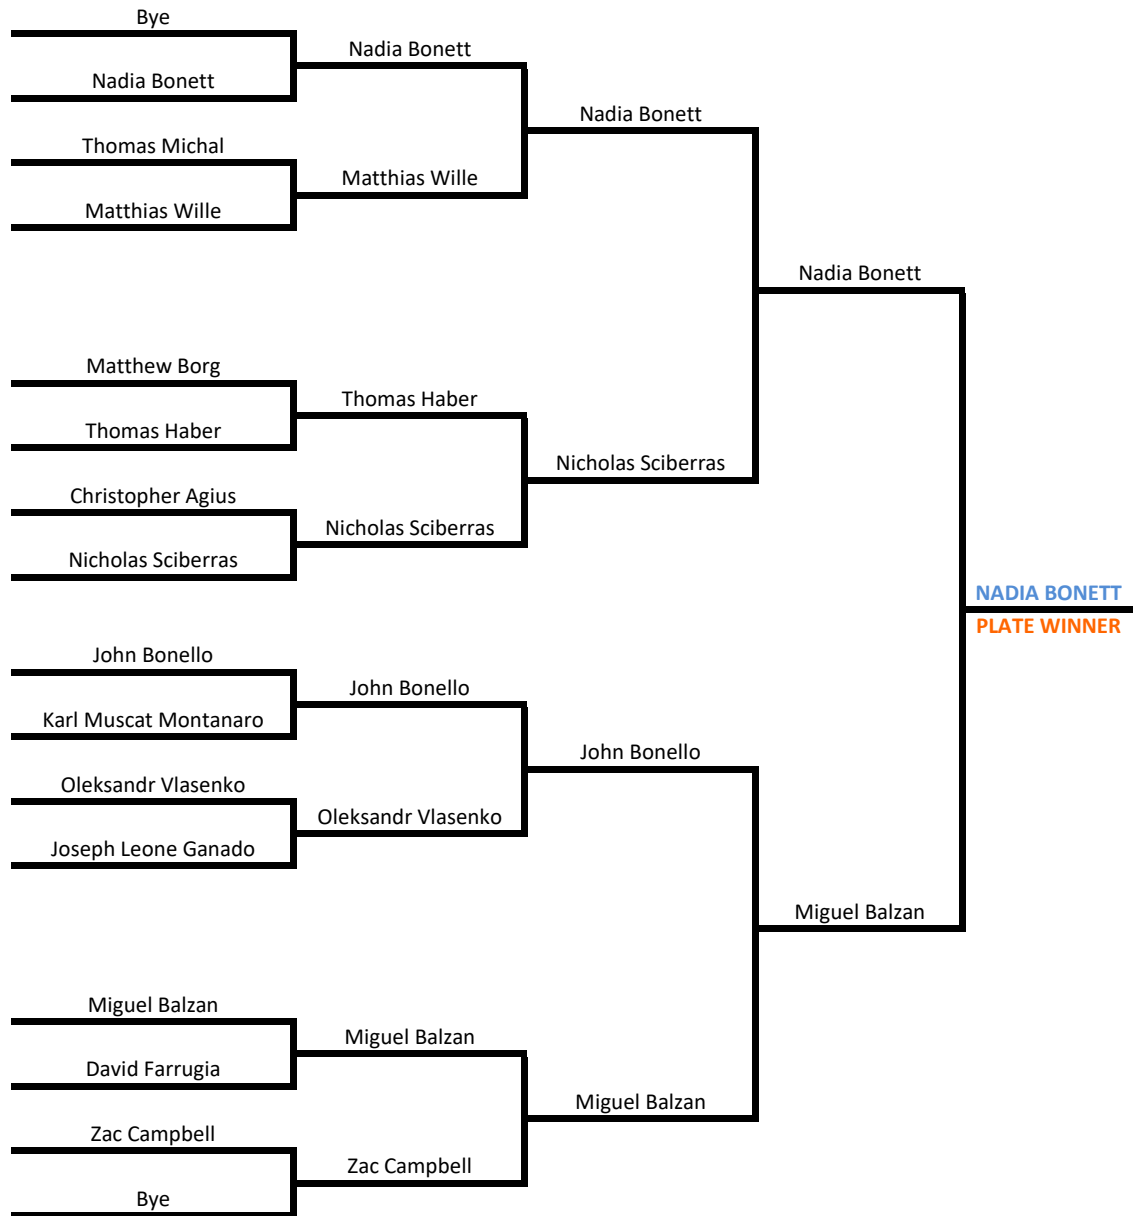 Bye
Nadia Bonett
Nadia Bonett
Nadia Bonett
Thomas Michal
Matthias Wille
Matthias Wille
Nadia Bonett
Matthew Borg
Thomas Haber
Thomas Haber
Nicholas Sciberras
Christopher Agius
Nicholas Sciberras
Nicholas Sciberras
NADIA BONETT
PLATE WINNER
John Bonello
John Bonello
Karl Muscat Montanaro
John Bonello
Oleksandr Vlasenko
Oleksandr Vlasenko
Joseph Leone Ganado
Miguel Balzan
Miguel Balzan
Miguel Balzan
David Farrugia
Miguel Balzan
Zac Campbell
Zac Campbell
Bye